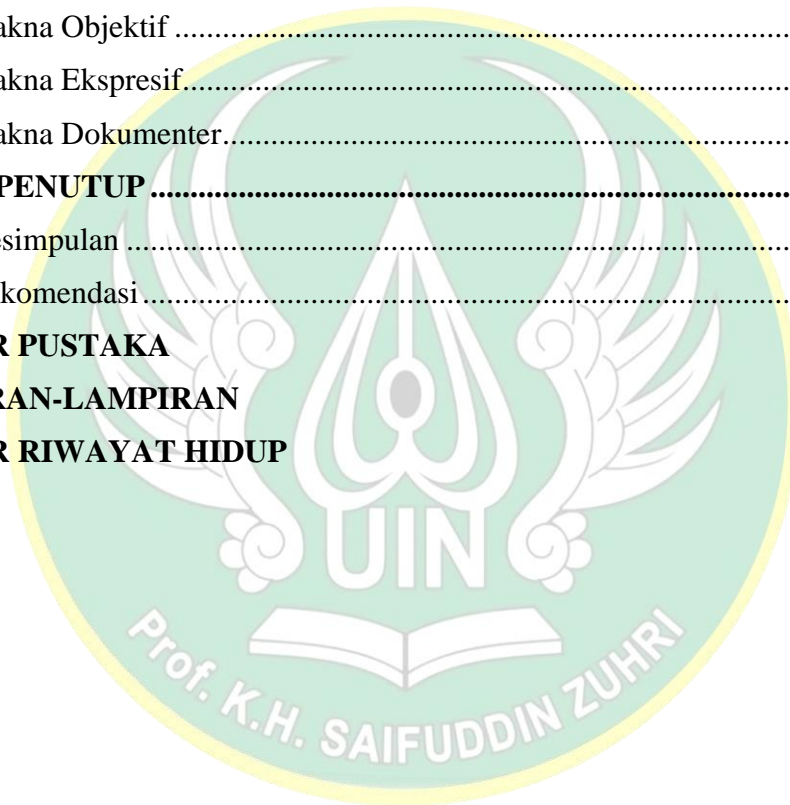 akna Objektif ..............................................................................
akna Ekspresif.............................................................................
akna Dokumenter.......................................................................
PENUTUP ................................................................................
esimpulan ....................................................................................
komendasi ..................................................................................
R PUSTAKA
RAN-LAMPIRAN
R RIWAYAT HIDUP
UIN
Prof. K.H. SAIFUDDIN ZUHRI